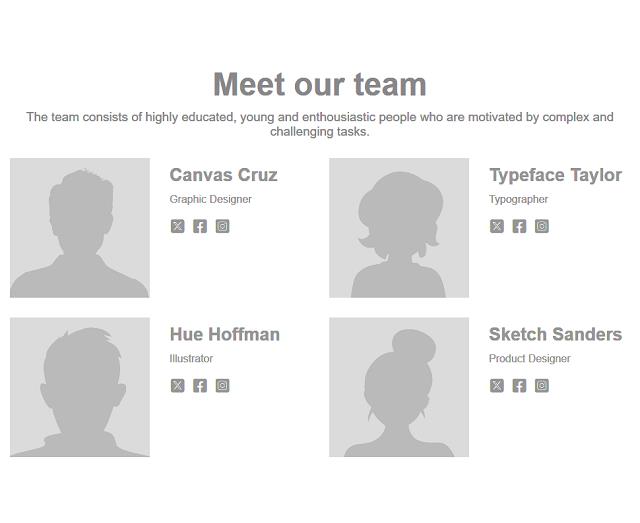 Meet our team
The team consists of highly educated, young and enthousiastic people who are motivated by complex and
challenging tasks.
Canvas Cruz
Graphic Designer
Typeface Taylor
Typographer
Hue Hoffman
Illustrator
Sketch Sanders
Product Designer